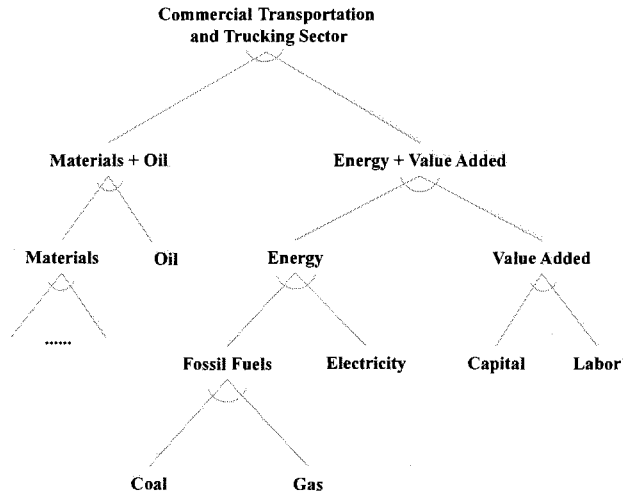 Commercial Transportation
and Trucking Sector
Materials + Oil
Energy + Value Added
Materials
Oil
Energy
Value Added
......
Fossil Fuels
Electricity
Capital
Labor
Coal
Gas